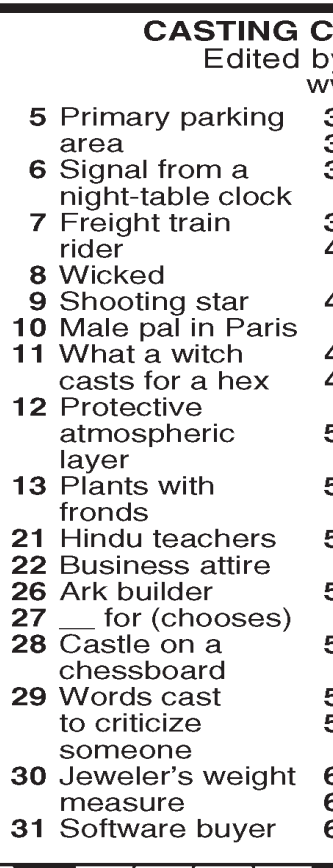 CASTING C
Edited by
w
5 Primary parking
area
6 Signal from a
night-table clock
7 Freight train
rider
8 Wicked
9 Shooting star
10 Male pal in Paris
11 What a witch
casts for a hex
12 Protective
atmospheric
layer
13 Plants with
fronds
21 Hindu teachers
22 Business attire
26 Ark builder
27 __ for (chooses)
28 Castle on a
chessboard
29 Words cast
to criticize
someone
30 Jeweler's weight
measure
31 Software buyer